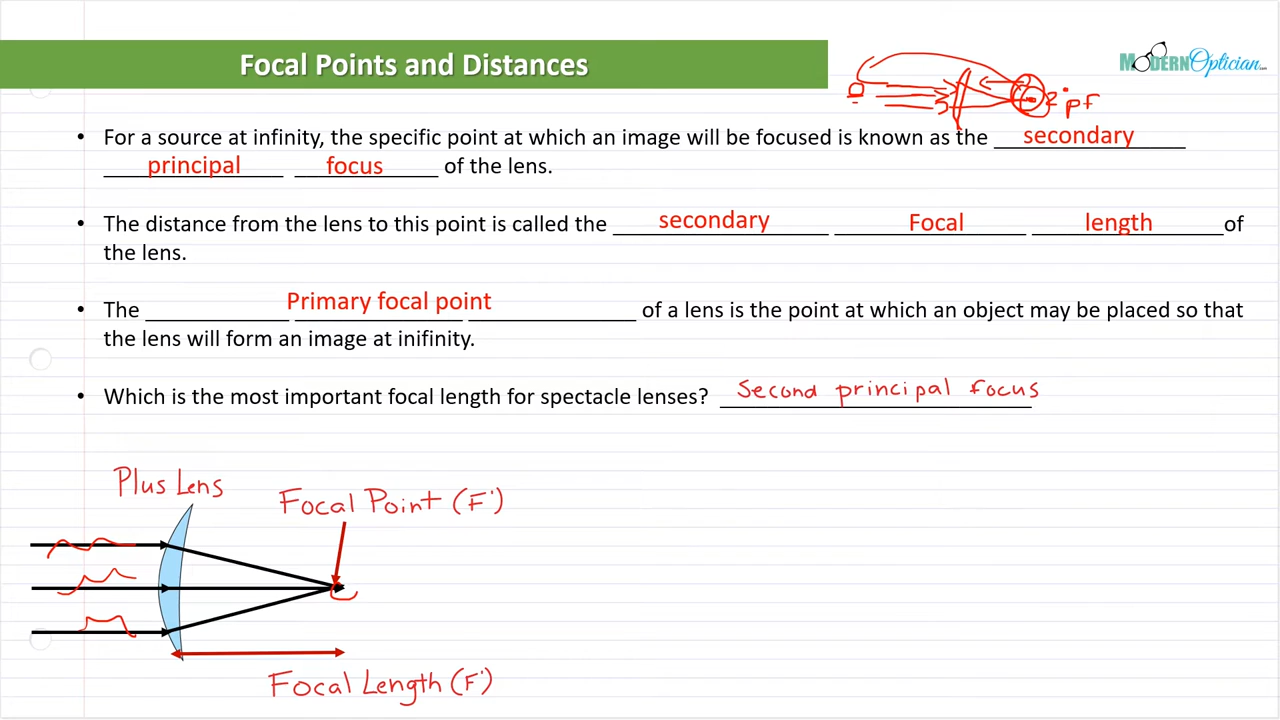 Focal Points and Distances
MODERN Optician.com
2° pf
• For a source at infinity, the specific point at which an image will be focused is known as the secondary
principal focus of the lens.
• The distance from the lens to this point is called the secondary Focal length of
the lens.
• The Primary focal point of a lens is the point at which an object may be placed so that
the lens will form an image at inifinity.
• Which is the most important focal length for spectacle lenses? Second principal focus
Plus Lens
Focal Point (F')
Focal Length (F')